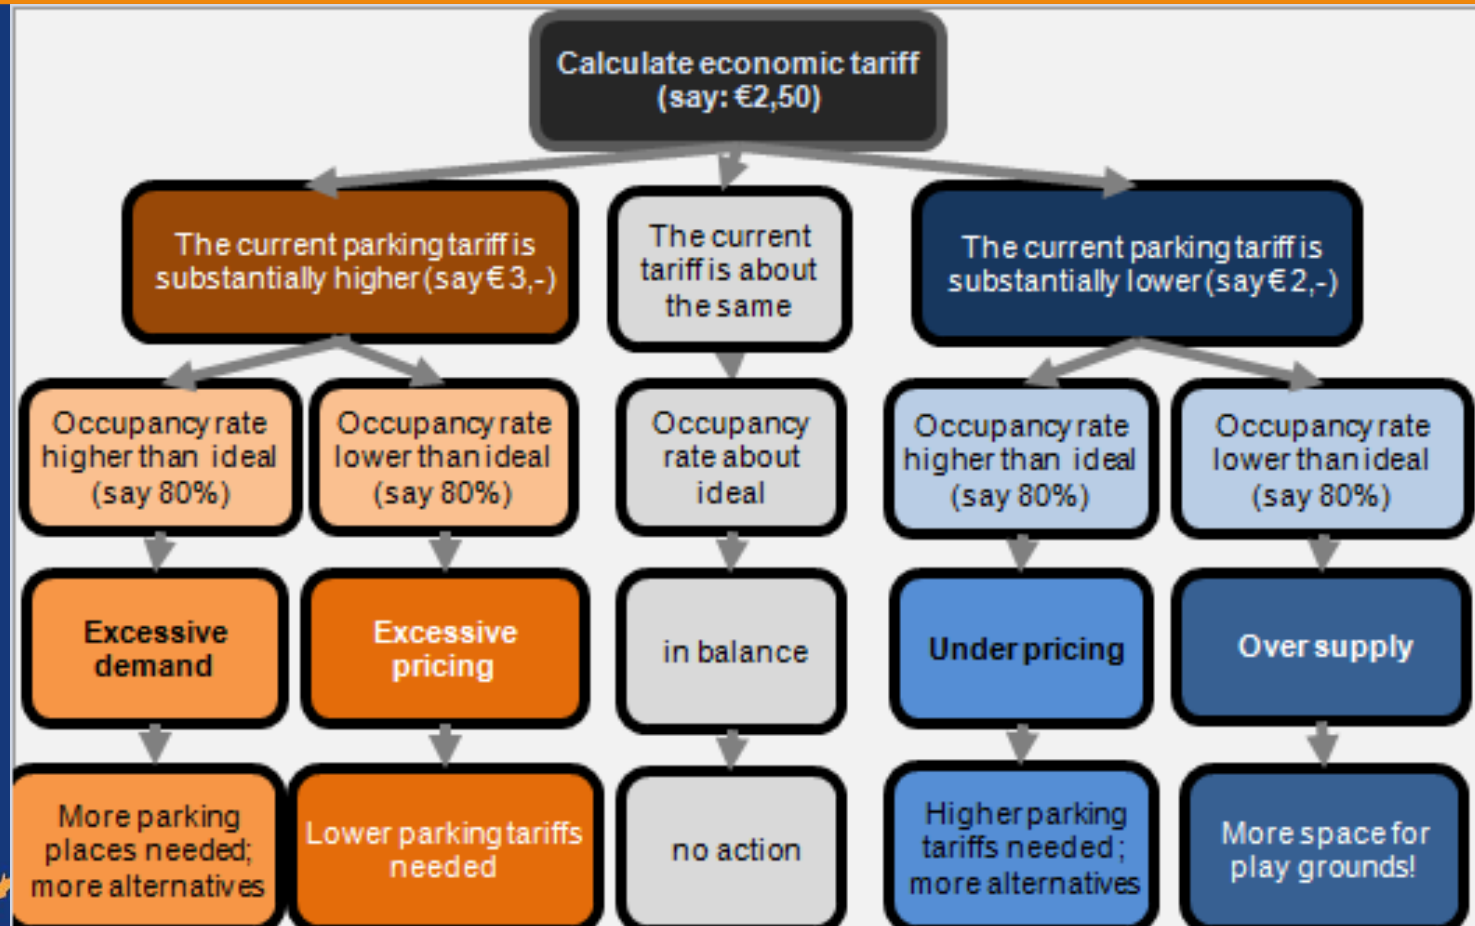 Calculate economic tariff
(say: €2,50)
The current parking tariff is
substantially higher (say € 3,-)
The current
tariff is about
the same
The current parking tariff is
substantially lower (say € 2,-)
Occupancy rate
higher than ideal
(say 80%)
Occupancy rate
lower than ideal
(say 80%)
Occupancy
rate about
ideal
Occupancy rate
higher than ideal
(say 80%)
Occupancy rate
lower than ideal
(say 80%)
Excessive
demand
Excessive
pricing
in balance
Under pricing
Over supply
More parking
places needed;
more alternatives
Lower parking tariffs
needed
no action
Higher parking
tariffs needed ;
more alternatives
More space for
play grounds!